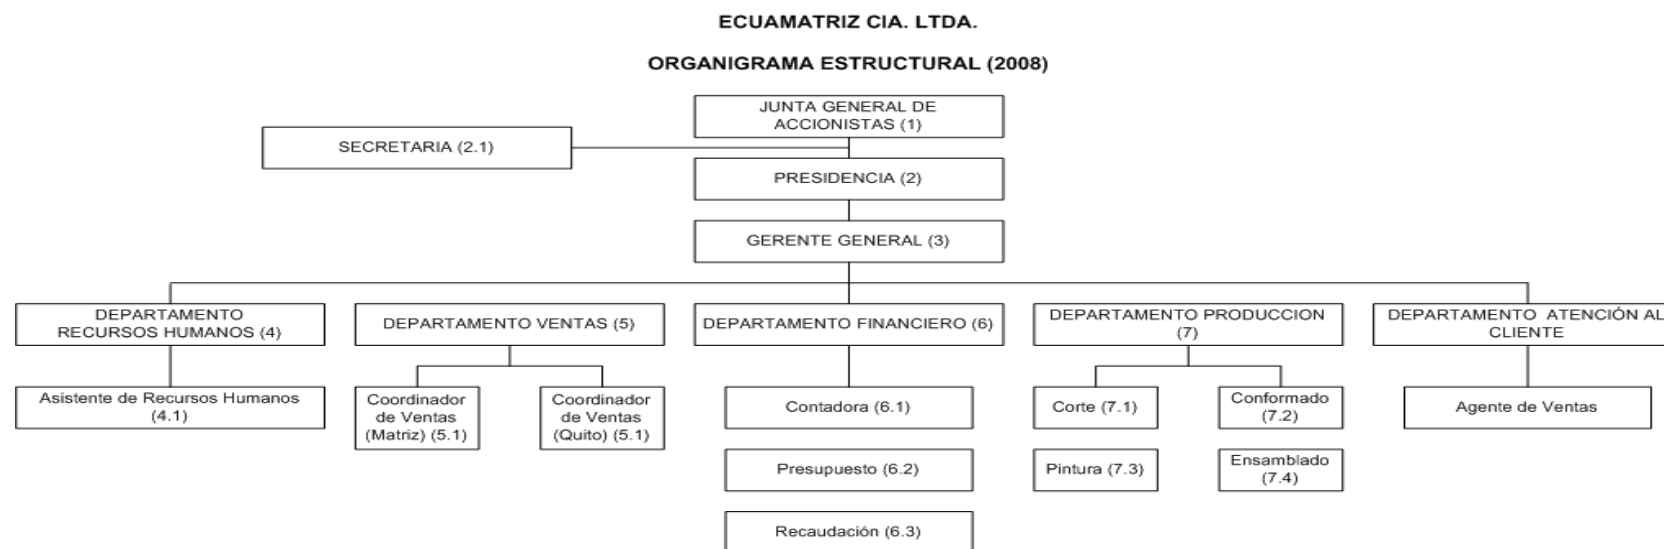 ECUAMATRIZ CIA. LTDA.
ORGANIGRAMA ESTRUCTURAL (2008)
JUNTA GENERAL DE
ACCIONISTAS (1)
SECRETARIA (2.1)
PRESIDENCIA (2)
GERENTE GENERAL (3)
DEPARTAMENTO
RECURSOS HUMANOS (4)
DEPARTAMENTO VENTAS (5)
DEPARTAMENTO FINANCIERO (6)
DEPARTAMENTO PRODUCCION
(7)
DEPARTAMENTO ATENCIÓN AL
CLIENTE
Asistente de Recursos Humanos
(4.1)
Coordinador
de Ventas
(Matriz) (5.1)
Coordinador
de Ventas
(Quito) (5.1)
Contadora (6.1)
Corte (7.1)
Conformado
(7.2)
Agente de Ventas
Presupuesto (6.2)
Pintura (7.3)
Ensamblado
(7.4)
Recaudación (6.3)